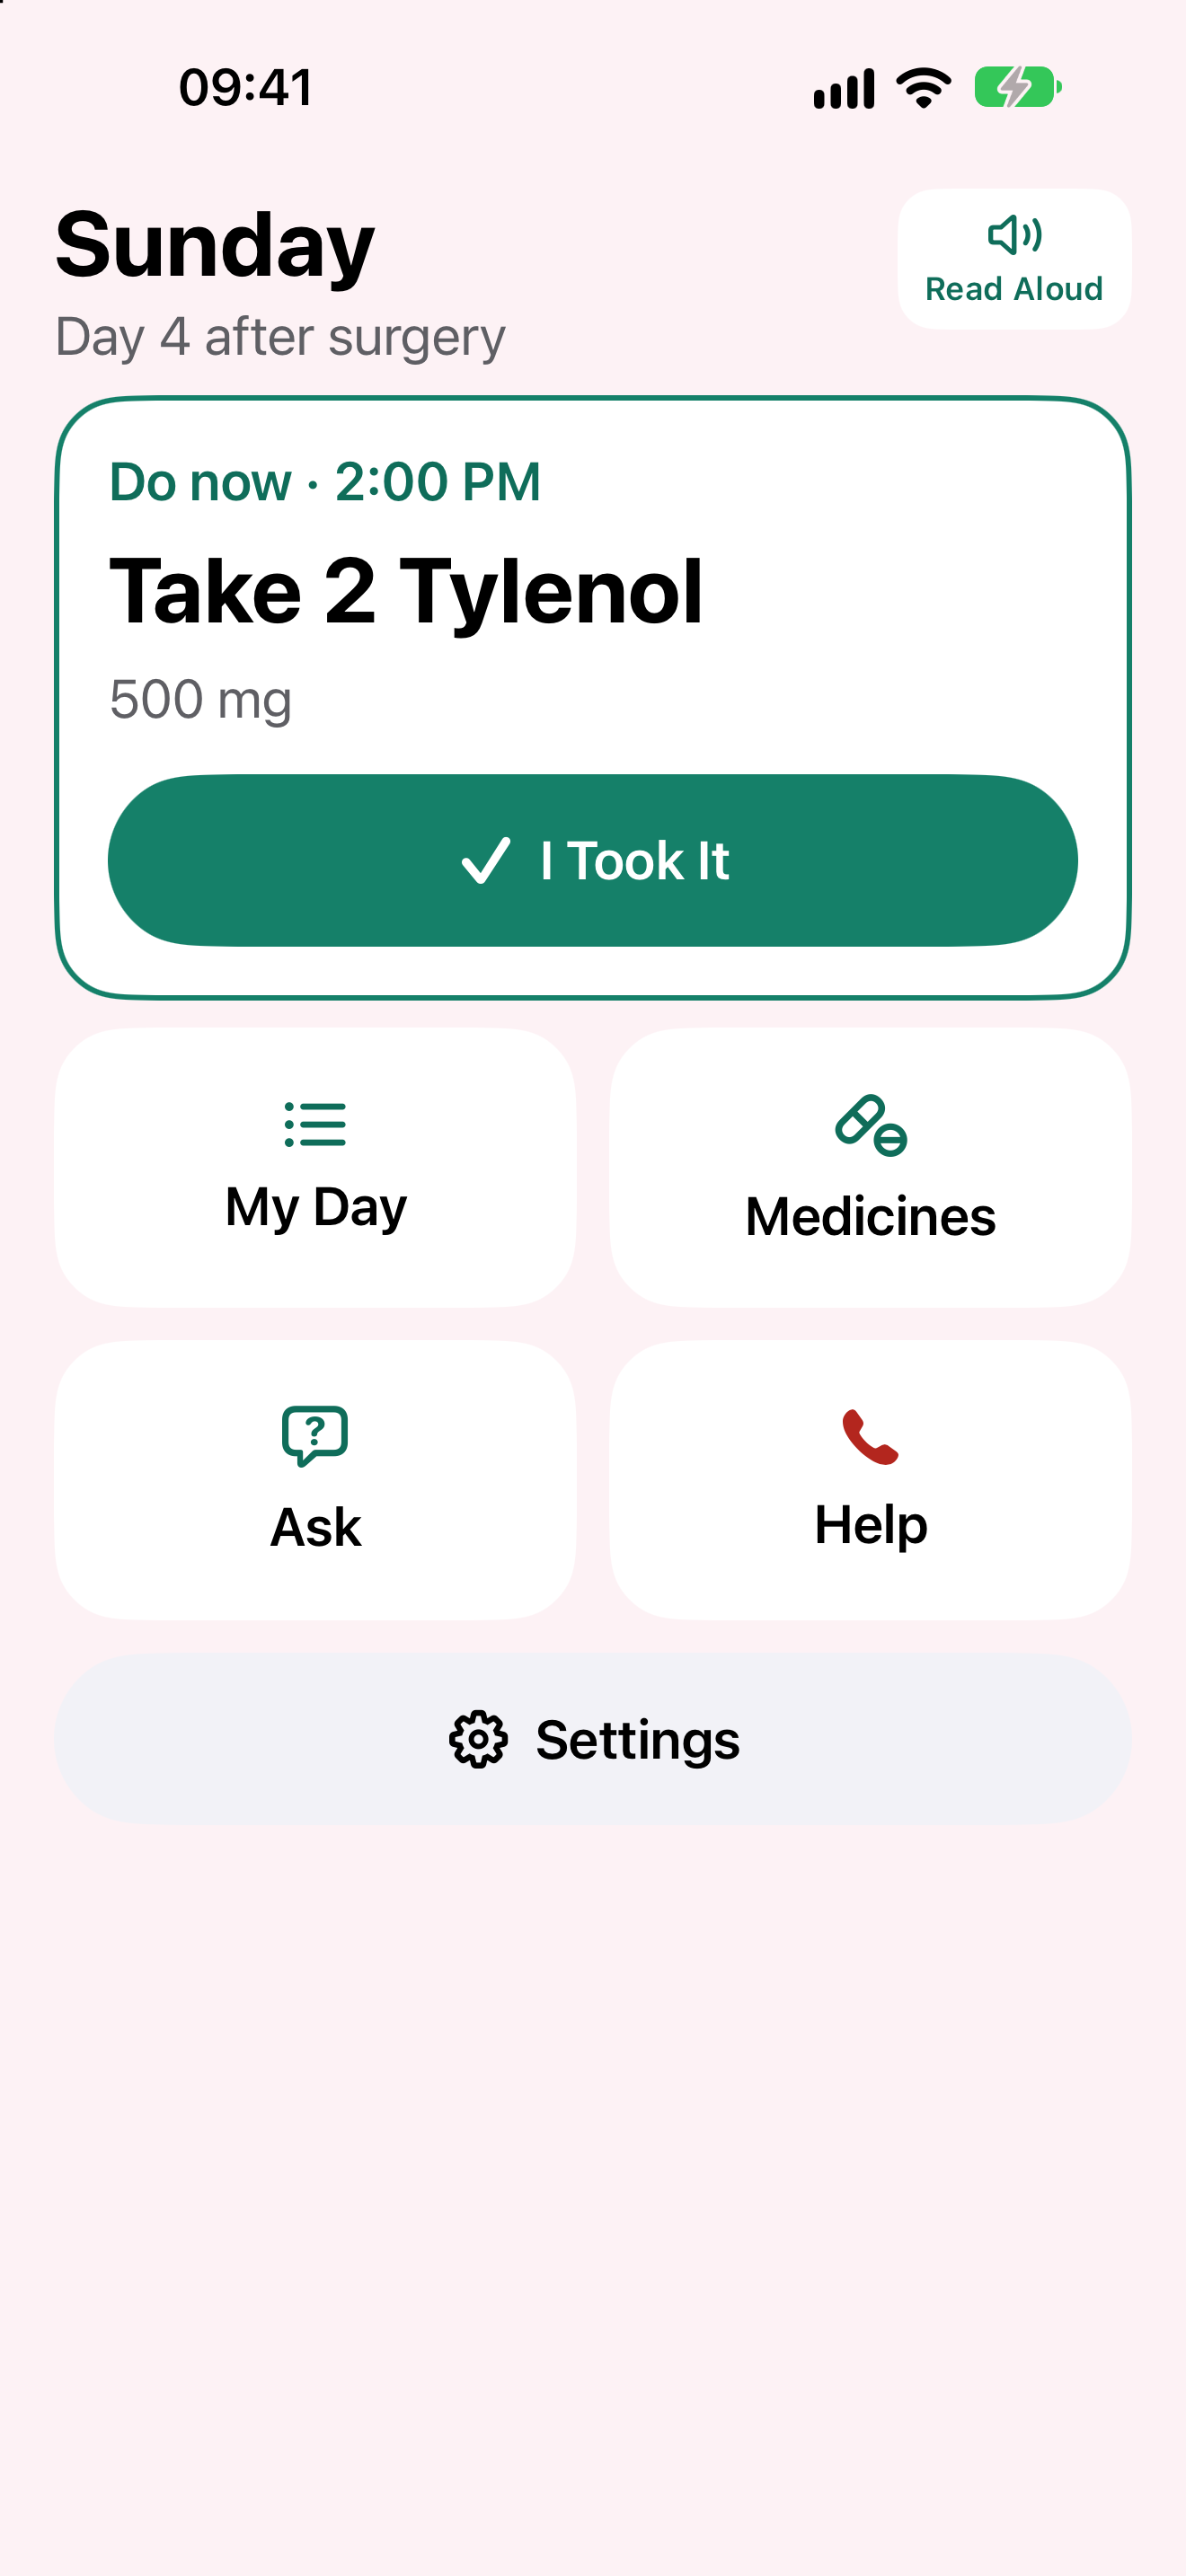 09:41
Sunday
Read Aloud
Day 4 after surgery
Do now · 2:00 PM
Take 2 Tylenol
500 mg
I Took It
My Day
Medicines
Ask
Help
Settings